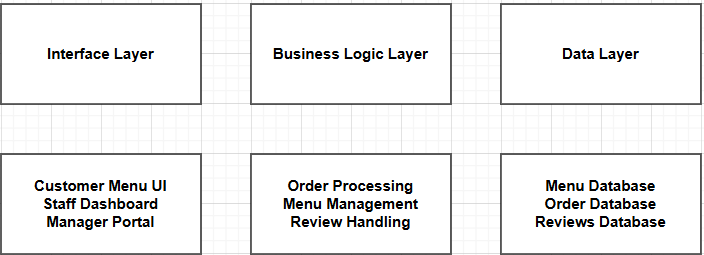 Interface Layer
Business Logic Layer
Data Layer
Customer Menu UI
Staff Dashboard
Manager Portal
Order Processing
Menu Management
Review Handling
Menu Database
Order Database
Reviews Database